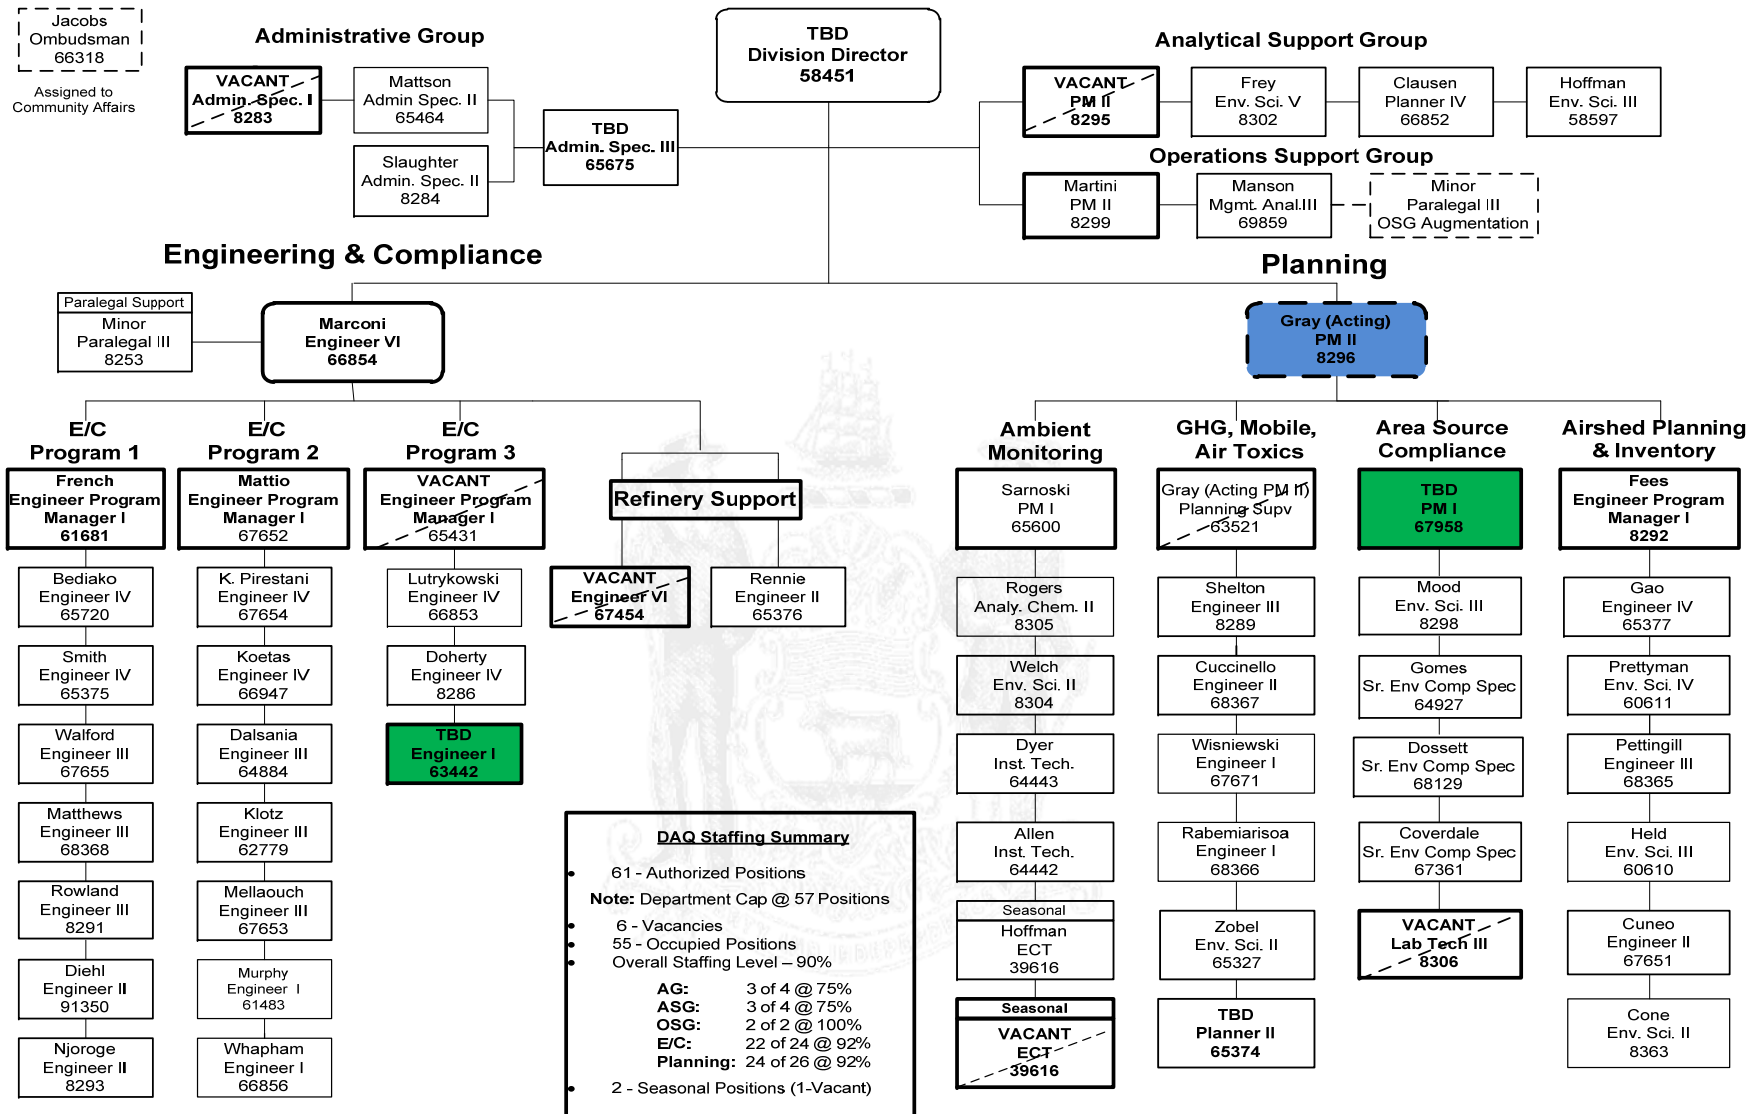 Jacobs
Ombudsman
66318
Assigned to
Community Affairs
Administrative Group
VACANT
Admin. Spec. I
8283
Mattson
Admin Spec. II
65464
Slaughter
Admin. Spec. II
8284
TBD
Admin. Spec. III
65675
TBD
Division Director
58451
Analytical Support Group
VACANT
PM II
8295
Frey
Env. Sci. V
8302
Clausen
Planner IV
66852
Hoffman
Env. Sci. III
58597
Operations Support Group
Martini
PM II
8299
Manson
Mgmt. Anal.III
69859
Minor
Paralegal III
OSG Augmentation
Engineering & Compliance
Paralegal Support
Minor
Paralegal III
8253
Marconi
Engineer VI
66854
Planning
Gray (Acting)
PM II
8296
E/C
Program 1
French
Engineer Program
Manager I
61681
Bediako
Engineer IV
65720
Smith
Engineer IV
65375
Walford
Engineer III
67655
Matthews
Engineer III
68368
Rowland
Engineer III
8291
Diehl
Engineer II
91350
Njoroge
Engineer II
8293
E/C
Program 2
Mattio
Engineer Program
Manager I
67652
K. Pirestani
Engineer IV
67654
Koetas
Engineer IV
66947
Dalsania
Engineer III
64884
Klotz
Engineer III
62779
Mellaouch
Engineer III
67653
Murphy
Engineer I
61483
Whapham
Engineer I
66856
E/C
Program 3
VACANT
Engineer Program
Manager I
65431
Lutrykowski
Engineer IV
66853
Doherty
Engineer IV
8286
TBD
Engineer I
63442
Refinery Support
VACANT
Engineer VI
67454
Rennie
Engineer II
65376
DAQ Staffing Summary
• 61 - Authorized Positions
Note: Department Cap @ 57 Positions
• 6 - Vacancies
• 55 - Occupied Positions
• Overall Staffing Level – 90%
AG: 3 of 4 @ 75%
ASG: 3 of 4 @ 75%
OSG: 2 of 2 @ 100%
E/C: 22 of 24 @ 92%
Planning: 24 of 26 @ 92%
• 2 - Seasonal Positions (1-Vacant)
Ambient
Monitoring
Sarnoski
PM I
65600
Rogers
Analy. Chem. II
8305
Welch
Env. Sci. II
8304
Dyer
Inst. Tech.
64443
Allen
Inst. Tech.
64442
Seasonal
Hoffman
ECT
39616
Seasonal
VACANT
ECT
39616
GHG, Mobile,
Air Toxics
Gray (Acting PM II)
Planning Supv
63521
Shelton
Engineer III
8289
Cuccinello
Engineer II
68367
Wisniewski
Engineer I
67671
Rabemiarisoa
Engineer I
68366
Zobel
Env. Sci. II
65327
TBD
Planner II
65374
Area Source
Compliance
TBD
PM I
67958
Mood
Env. Sci. III
8298
Gomes
Sr. Env Comp Spec
64927
Dossett
Sr. Env Comp Spec
68129
Coverdale
Sr. Env Comp Spec
67361
VACANT
Lab Tech III
8306
Airshed Planning
& Inventory
Fees
Engineer Program
Manager I
8292
Gao
Engineer IV
65377
Prettyman
Env. Sci. IV
60611
Pettingill
Engineer III
68365
Held
Env. Sci. III
60610
Cuneo
Engineer II
67651
Cone
Env. Sci. II
8363